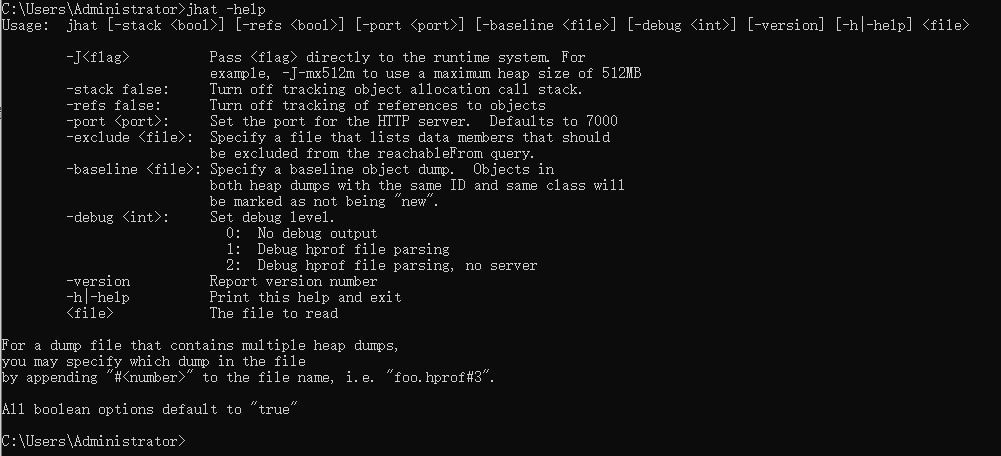 C:\Users\Administrator>jhat -help
Usage:  jhat [-stack <bool>] [-refs <bool>] [-port <port>] [-baseline <file>] [-debug <int>] [-version] [-h|-help] <file>

        -J<flag>          Pass <flag> directly to the runtime system. For
                          example, -J-mx512m to use a maximum heap size of 512MB
        -stack false:     Turn off tracking object allocation call stack.
        -refs false:      Turn off tracking of references to objects
        -port <port>:     Set the port for the HTTP server.  Defaults to 7000
        -exclude <file>:  Specify a file that lists data members that should
                          be excluded from the reachableFrom query.
        -baseline <file>: Specify a baseline object dump.  Objects in
                          both heap dumps with the same ID and same class will
                          be marked as not being "new".
        -debug <int>:     Set debug level.
                            0:  No debug output
                            1:  Debug hprof file parsing
                            2:  Debug hprof file parsing, no server
        -version          Report version number
        -h|-help          Print this help and exit
        <file>            The file to read

For a dump file that contains multiple heap dumps,
you may specify which dump in the file
by appending "#<number>" to the file name, i.e. "foo.hprof#3".

All boolean options default to "true"

C:\Users\Administrator>